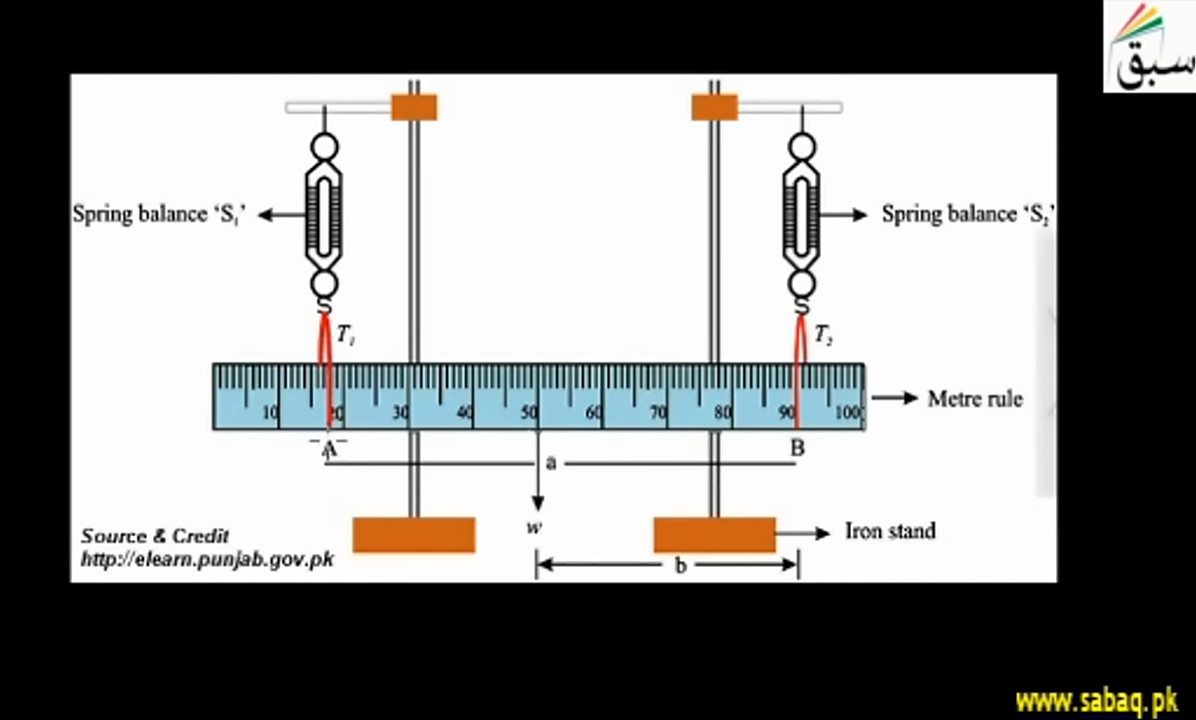 سبق
Spring balance ‘S₁’
Spring balance ‘S₂’
T₁
T₂
10 20 30 40 50 60 70 80 90 100
Metre rule
A
B
a
w
Iron stand
b
Source & Credit
http://elearn.punjab.gov.pk
www.sabaq.pk